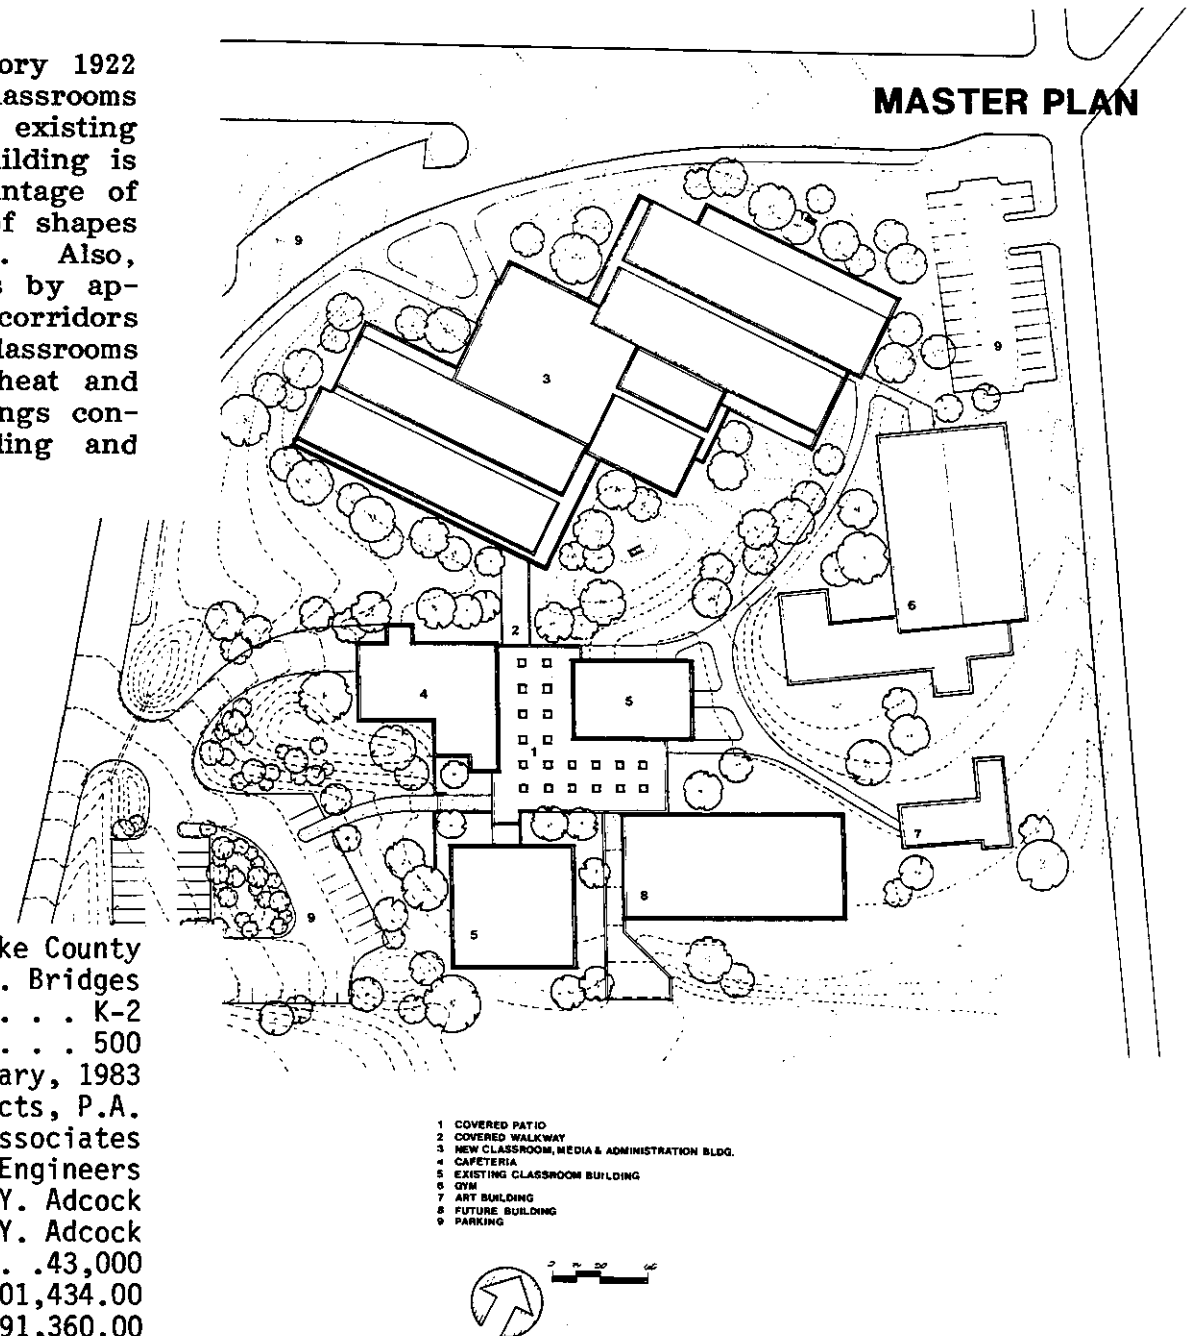 ory 1922
lassrooms
existing
uilding is
antage of
of shapes
. Also,
s by ap-
corridors
lassrooms
heat and
ngs con-
ding and
MASTER PLAN
9
3
9
6
2
4
5
1
7
8
9
5
ke County
. Bridges
. . . K-2
. . . 500
ary, 1983
cts, P.A.
ssociates
Engineers
Y. Adcock
Y. Adcock
. .43,000
01,434.00
91,360.00
1 COVERED PATIO
2 COVERED WALKWAY
3 NEW CLASSROOM, MEDIA & ADMINISTRATION BLDG.
4 CAFETERIA
5 EXISTING CLASSROOM BUILDING
6 GYM
7 ART BUILDING
8 FUTURE BUILDING
9 PARKING